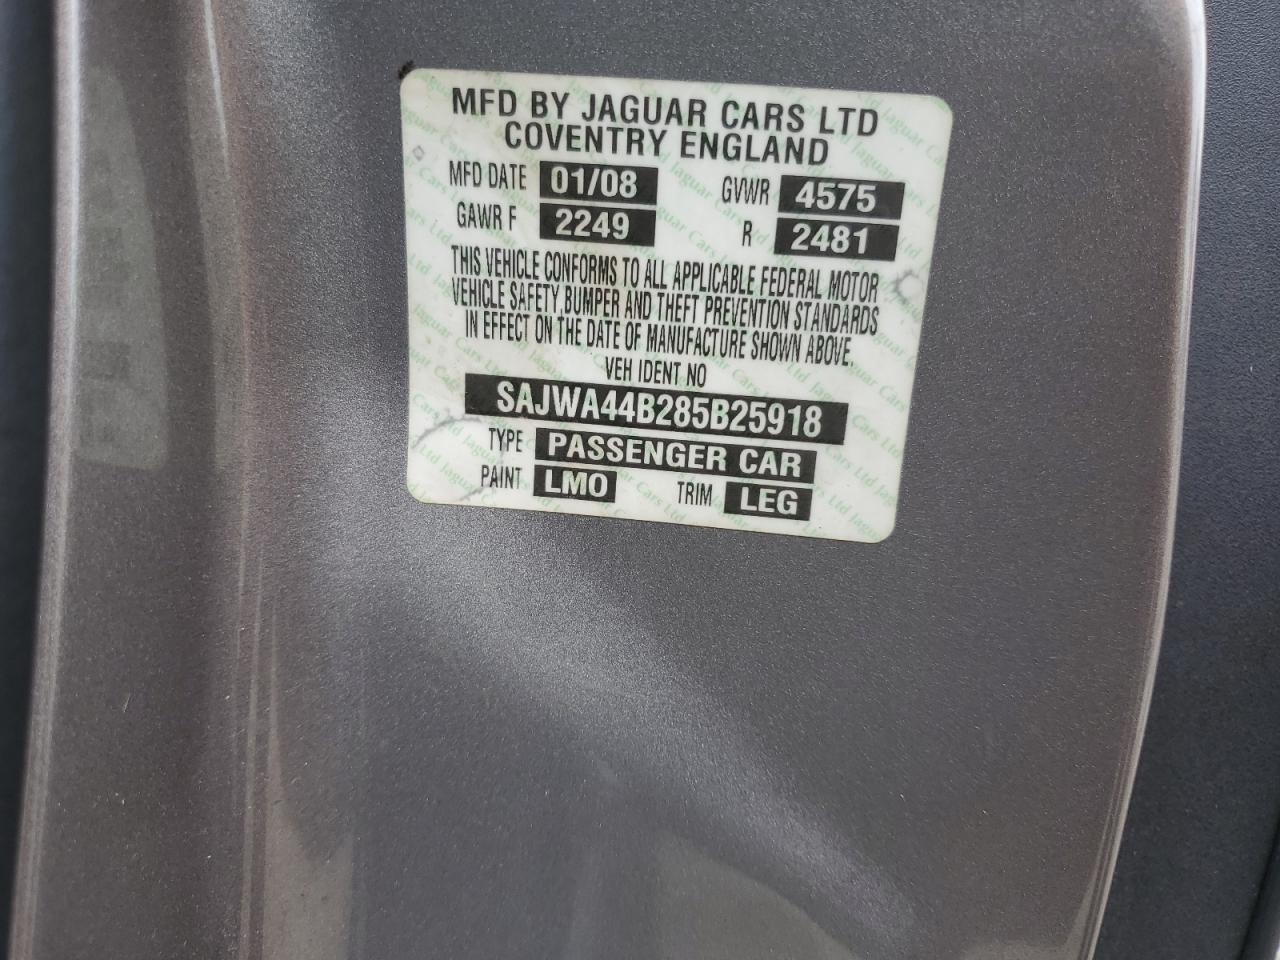 MFD BY JAGUAR CARS LTD
COVENTRY ENGLAND
MFD DATE 01/08 GVWR 4575
GAWR F 2249 R 2481
THIS VEHICLE CONFORMS TO ALL APPLICABLE FEDERAL MOTOR
VEHICLE SAFETY, BUMPER AND THEFT PREVENTION STANDARDS
IN EFFECT ON THE DATE OF MANUFACTURE SHOWN ABOVE.
VEH IDENT NO
SAJWA44B285B25918
TYPE PASSENGER CAR
PAINT LMO TRIM LEG